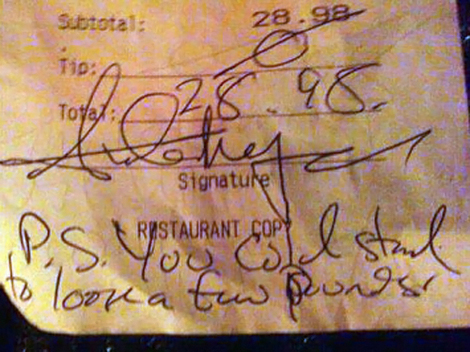 Subtotal: 28.98
Tip: 0
Total: 28.98.
Signature
RESTAURANT COPY
P.S. You Could stand
to loose a few pounds.